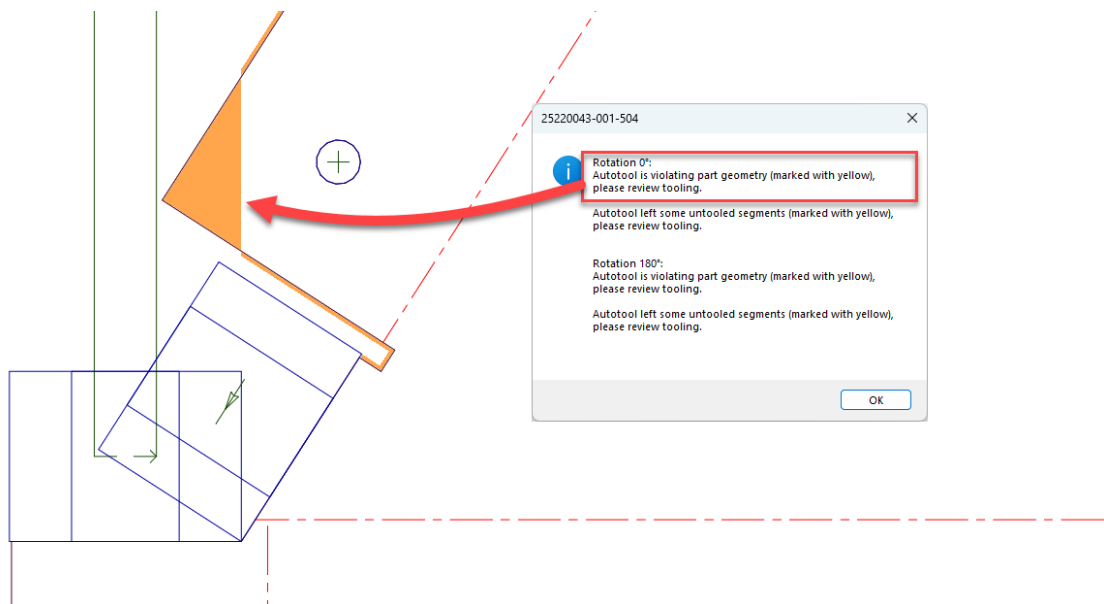 25220043-001-504
Rotation 0°:
Autotool is violating part geometry (marked with yellow),
please review tooling.
Autotool left some untooled segments (marked with yellow),
please review tooling.
Rotation 180°:
Autotool is violating part geometry (marked with yellow),
please review tooling.
Autotool left some untooled segments (marked with yellow),
please review tooling.
OK